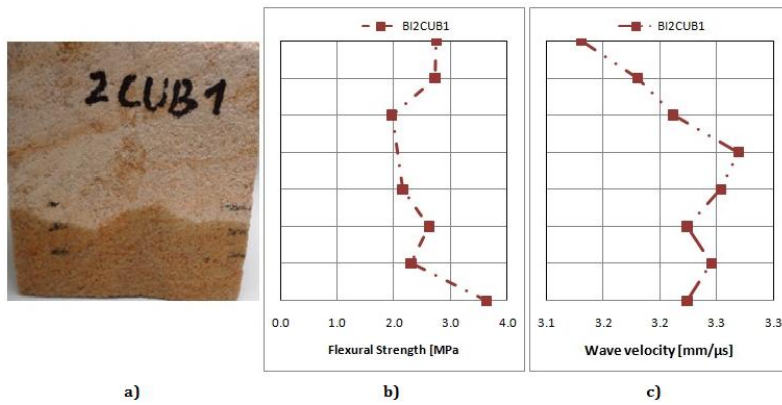 2CUB1
BI2CUB1
0.0 1.0 2.0 3.0 4.0
Flexural Strength [MPa
BI2CUB1
3.1 3.2 3.2 3.3 3.3
Wave velocity [mm/µs]
a) b) c)